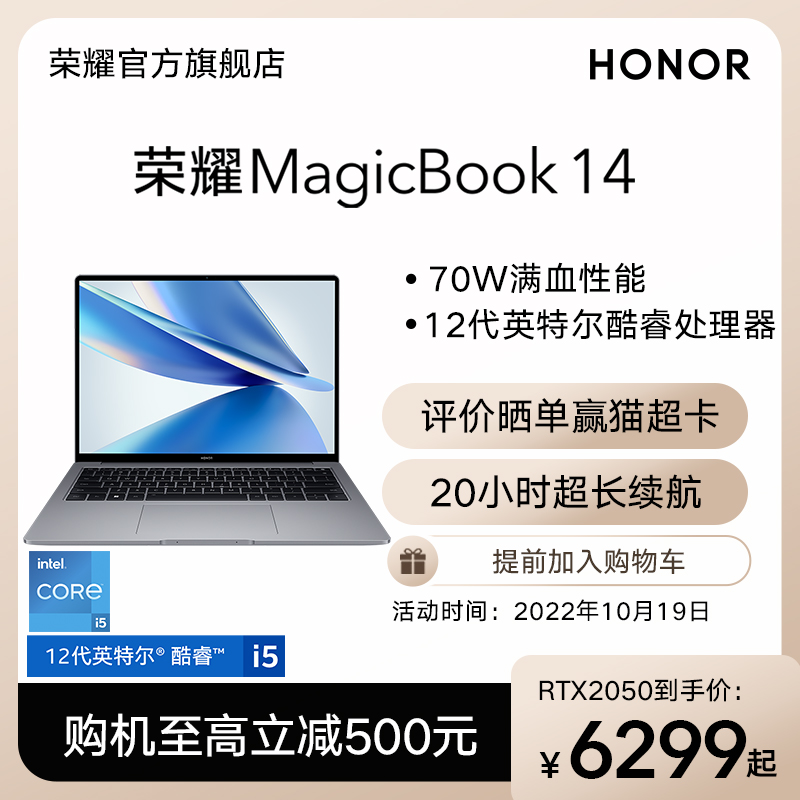 荣耀官方旗舰店
HONOR
荣耀MagicBook 14
• 70W满血性能
•12代英特尔酷睿处理器
评价晒单赢猫超卡
20小时超长续航
提前加入购物车
活动时间：2022年10月19日
HONOR
intel.
CORE
i5
12代英特尔® 酷睿™ i5
RTX2050到手价：
购机至高立减500元
¥6299起